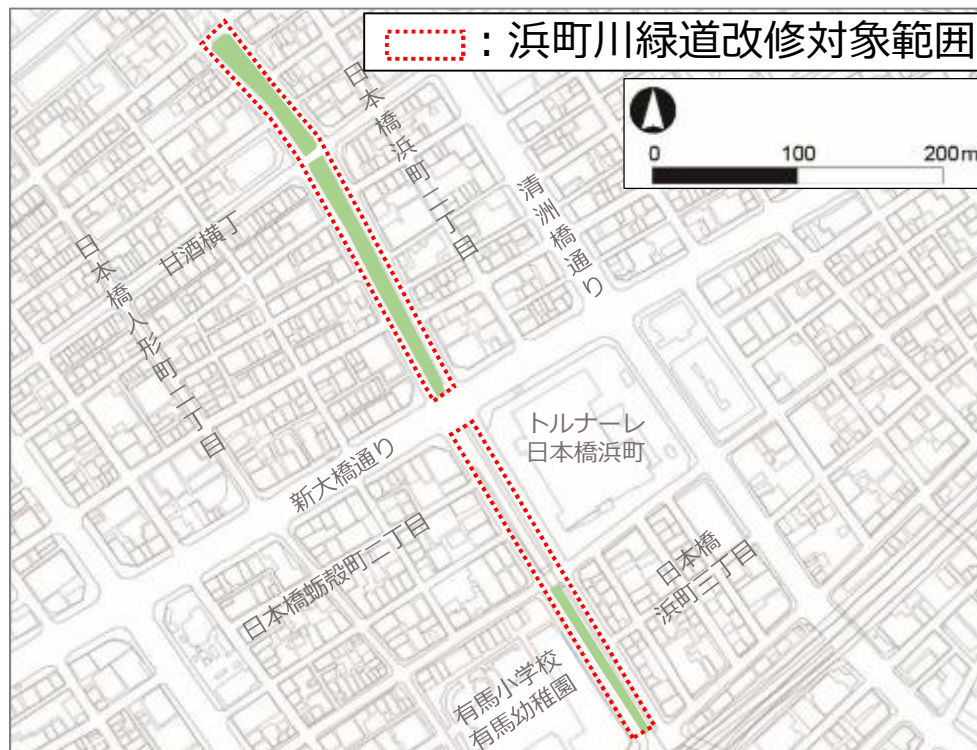 ：浜町川緑道改修対象範囲
0 100 200m
日本橋浜町二丁目
清洲橋通り
甘酒横丁
日本橋人形町二丁目
トルナーレ
日本橋浜町
新大橋通り
日本橋蛎殻町二丁目
日本橋
浜町三丁目
有馬小学校
有馬幼稚園